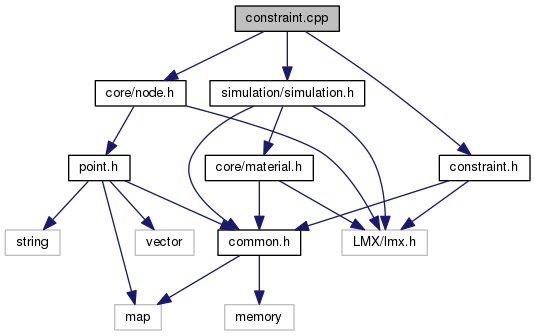 constraint.cpp
core/node.h
simulation/simulation.h
point.h
core/material.h
constraint.h
string
vector
common.h
LMX/lmx.h
map
memory